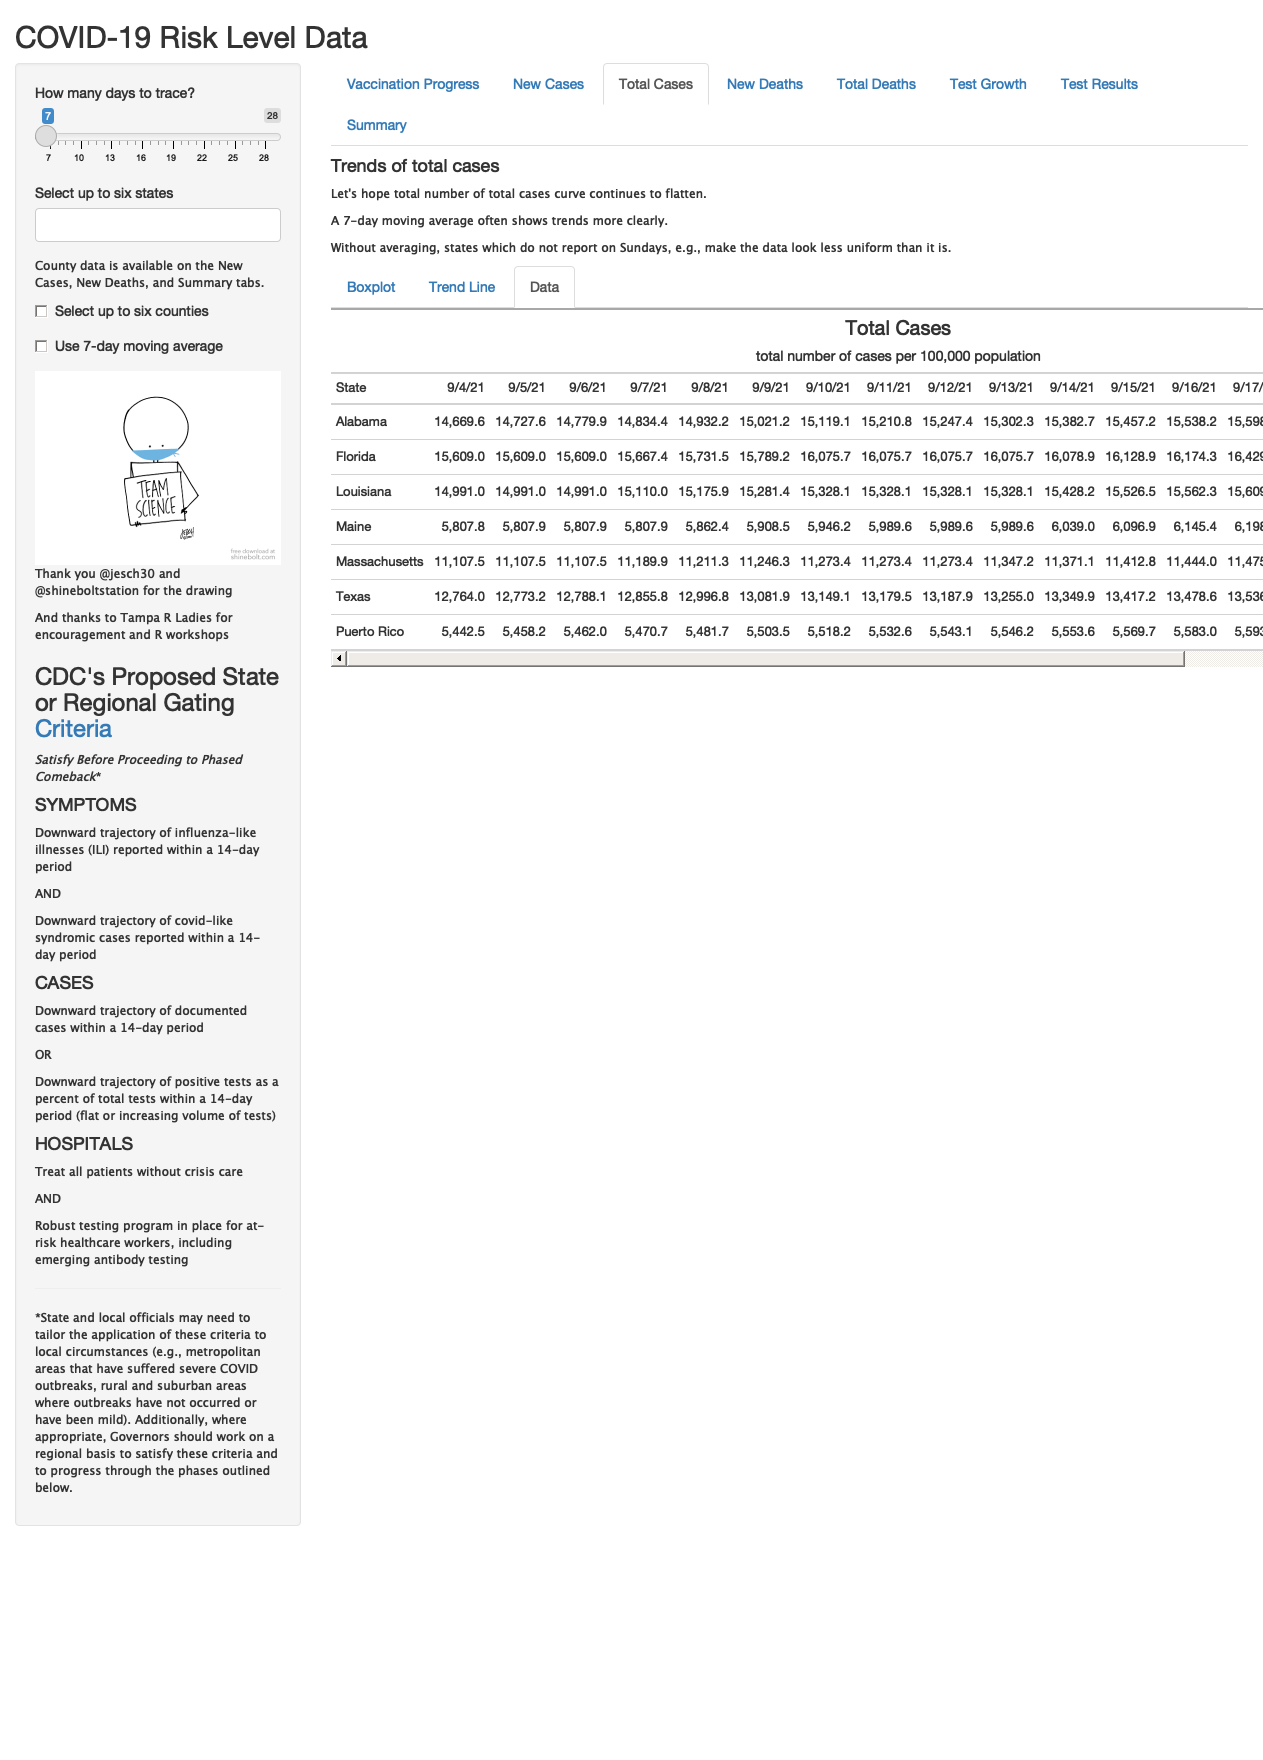 COVID-19 Risk Level Data
How many days to trace?
7
28
7 10 13 16 19 22 25 28
Select up to six states
County data is available on the New
Cases, New Deaths, and Summary tabs.
Select up to six counties
Use 7-day moving average
TEAM
SCIENCE
free download at
shinebolt.com
Thank you @jesch30 and
@shineboltstation for the drawing
And thanks to Tampa R Ladies for
encouragement and R workshops
CDC's Proposed State
or Regional Gating
Criteria
Satisfy Before Proceeding to Phased
Comeback*
SYMPTOMS
Downward trajectory of influenza-like
illnesses (ILI) reported within a 14-day
period
AND
Downward trajectory of covid-like
syndromic cases reported within a 14-
day period
CASES
Downward trajectory of documented
cases within a 14-day period
OR
Downward trajectory of positive tests as a
percent of total tests within a 14-day
period (flat or increasing volume of tests)
HOSPITALS
Treat all patients without crisis care
AND
Robust testing program in place for at-
risk healthcare workers, including
emerging antibody testing
*State and local officials may need to
tailor the application of these criteria to
local circumstances (e.g., metropolitan
areas that have suffered severe COVID
outbreaks, rural and suburban areas
where outbreaks have not occurred or
have been mild). Additionally, where
appropriate, Governors should work on a
regional basis to satisfy these criteria and
to progress through the phases outlined
below.
Vaccination Progress New Cases Total Cases New Deaths Total Deaths Test Growth Test Results
Summary
Trends of total cases
Let's hope total number of total cases curve continues to flatten.
A 7-day moving average often shows trends more clearly.
Without averaging, states which do not report on Sundays, e.g., make the data look less uniform than it is.
Boxplot Trend Line Data
Total Cases
total number of cases per 100,000 population
State 9/4/21 9/5/21 9/6/21 9/7/21 9/8/21 9/9/21 9/10/21 9/11/21 9/12/21 9/13/21 9/14/21 9/15/21 9/16/21 9/17/
Alabama 14,669.6 14,727.6 14,779.9 14,834.4 14,932.2 15,021.2 15,119.1 15,210.8 15,247.4 15,302.3 15,382.7 15,457.2 15,538.2 15,598
Florida 15,609.0 15,609.0 15,609.0 15,667.4 15,731.5 15,789.2 16,075.7 16,075.7 16,075.7 16,075.7 16,078.9 16,128.9 16,174.3 16,429
Louisiana 14,991.0 14,991.0 14,991.0 15,110.0 15,175.9 15,281.4 15,328.1 15,328.1 15,328.1 15,328.1 15,428.2 15,526.5 15,562.3 15,609
Maine 5,807.8 5,807.9 5,807.9 5,807.9 5,862.4 5,908.5 5,946.2 5,989.6 5,989.6 5,989.6 6,039.0 6,096.9 6,145.4 6,198
Massachusetts 11,107.5 11,107.5 11,107.5 11,189.9 11,211.3 11,246.3 11,273.4 11,273.4 11,273.4 11,347.2 11,371.1 11,412.8 11,444.0 11,475
Texas 12,764.0 12,773.2 12,788.1 12,855.8 12,996.8 13,081.9 13,149.1 13,179.5 13,187.9 13,255.0 13,349.9 13,417.2 13,478.6 13,536
Puerto Rico 5,442.5 5,458.2 5,462.0 5,470.7 5,481.7 5,503.5 5,518.2 5,532.6 5,543.1 5,546.2 5,553.6 5,569.7 5,583.0 5,593